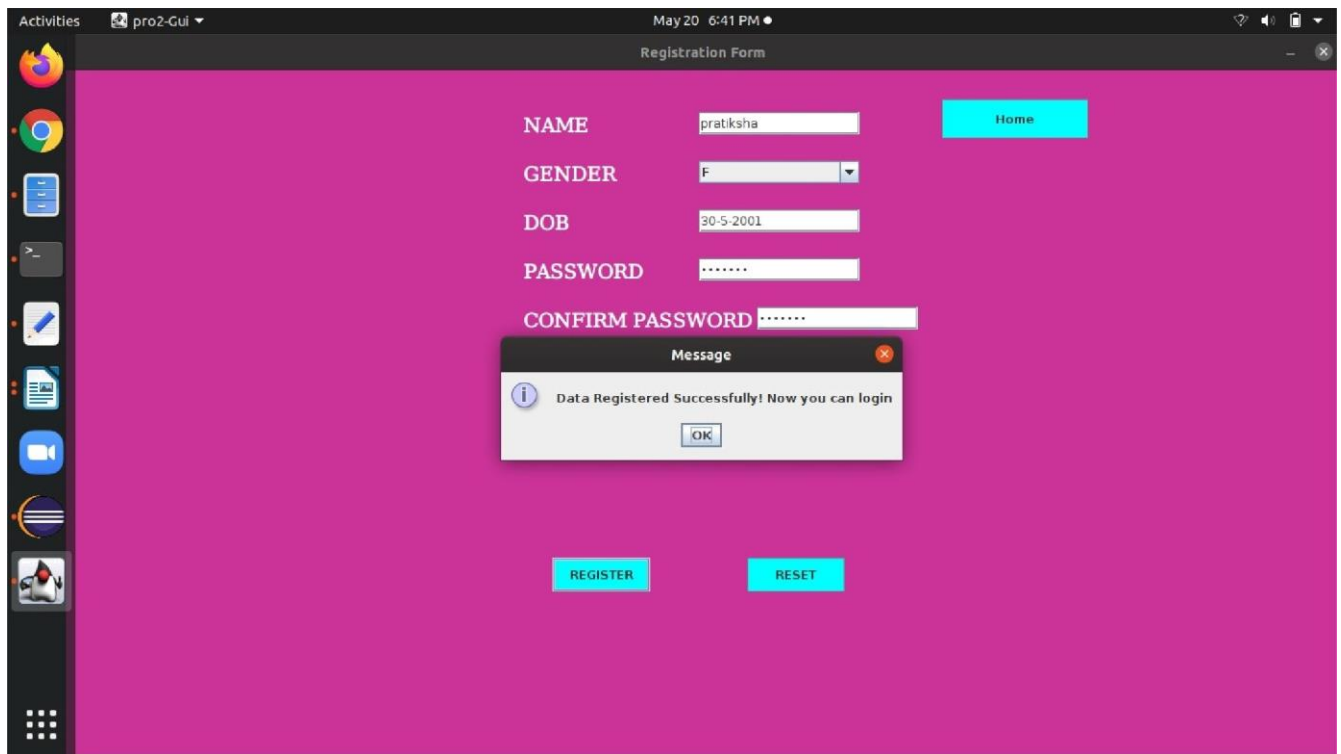 Activities pro2-Gui May 20 6:41 PM
Registration Form
NAME pratiksha Home
GENDER F
DOB 30-5-2001
PASSWORD •••••••
CONFIRM PASSWORD •••••••
Message
Data Registered Successfully! Now you can login
OK
REGISTER RESET